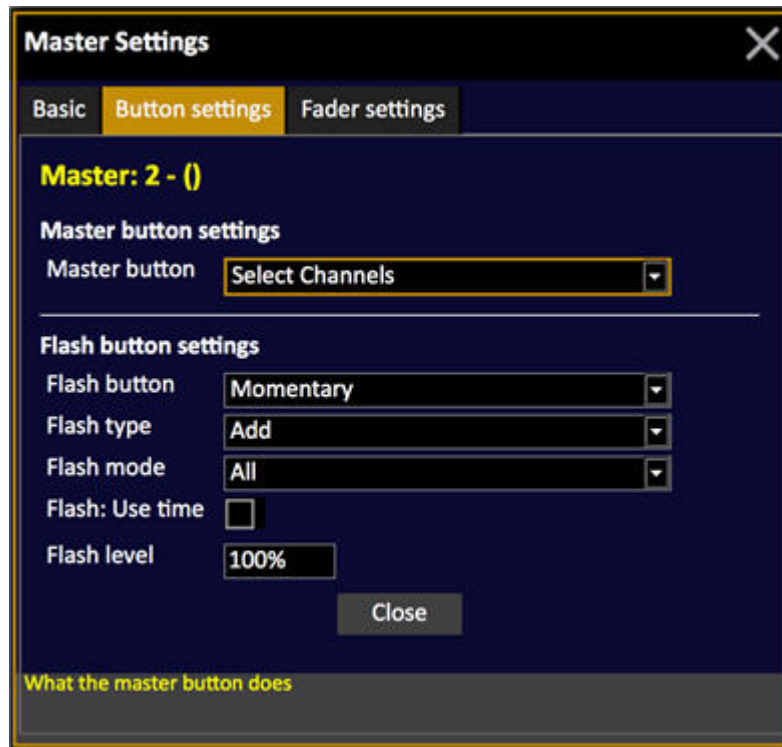 Master Settings
Basic Button settings Fader settings
Master: 2 - ()
Master button settings
Master button Select Channels
Flash button settings
Flash button Momentary
Flash type Add
Flash mode All
Flash: Use time
Flash level 100%
Close
What the master button does